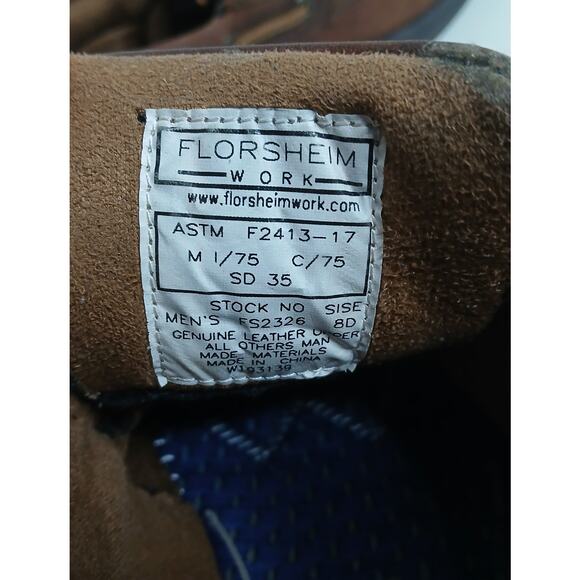 FLORSHEIM
WORK
www.florsheimwork.com
ASTM F2413-17
M I/75 C/75
SD 35
STOCK NO SISE
MEN'S FS2326 8D
GENUINE LEATHER
ALL OTHERS MAN
MADE MATERIALS
MADE IN CHINA